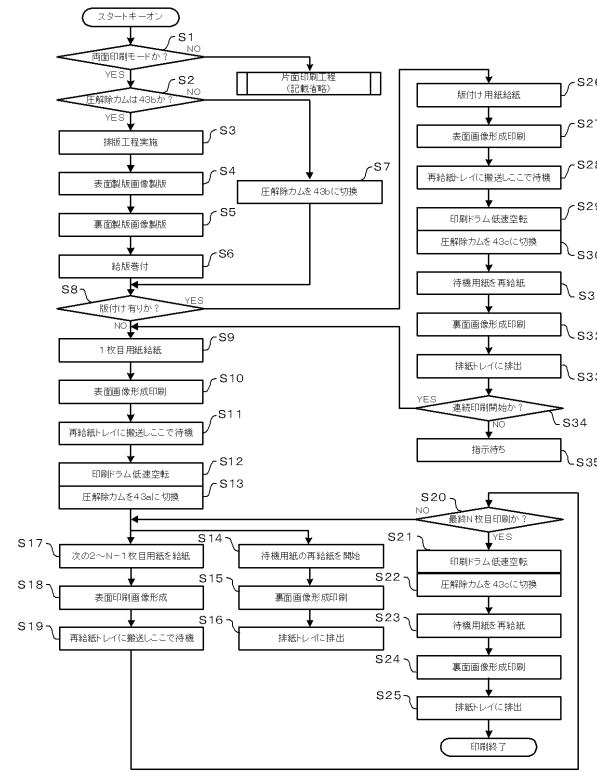 スタートキーオン
S1
両面印刷モードか？
NO
YES
片面印刷工程
（記載省略）
S2
圧解除カムは43bか？
NO
YES
S3
排版工程実施
S4
表面製版画像製版
S5
裏面製版画像製版
S6
給版巻付
S7
圧解除カムを43bに切換
S8
版付け有りか？
YES
NO
S9
1枚目用紙給紙
S10
表面画像形成印刷
S11
再給紙トレイに搬送しここで待機
S12
印刷ドラム低速空転
S13
圧解除カムを43aに切換
S17
次の2～N−1枚目用紙を給紙
S18
表面印刷画像形成
S19
再給紙トレイに搬送しここで待機
S14
待機用紙の再給紙を開始
S15
裏面画像形成印刷
S16
排紙トレイに排出
S26
版付け用紙給紙
S27
表面画像形成印刷
S28
再給紙トレイに搬送しここで待機
S29
印刷ドラム低速空転
S30
圧解除カムを43cに切換
S31
待機用紙を再給紙
S32
裏面画像形成印刷
S33
排紙トレイに排出
YES
連続印刷開始か？
S34
NO
指示待ち
S35
S20
NO
最終N枚目印刷か？
YES
S21
印刷ドラム低速空転
S22
圧解除カムを43cに切換
S23
待機用紙を再給紙
S24
裏面画像形成印刷
S25
排紙トレイに排出
印刷終了